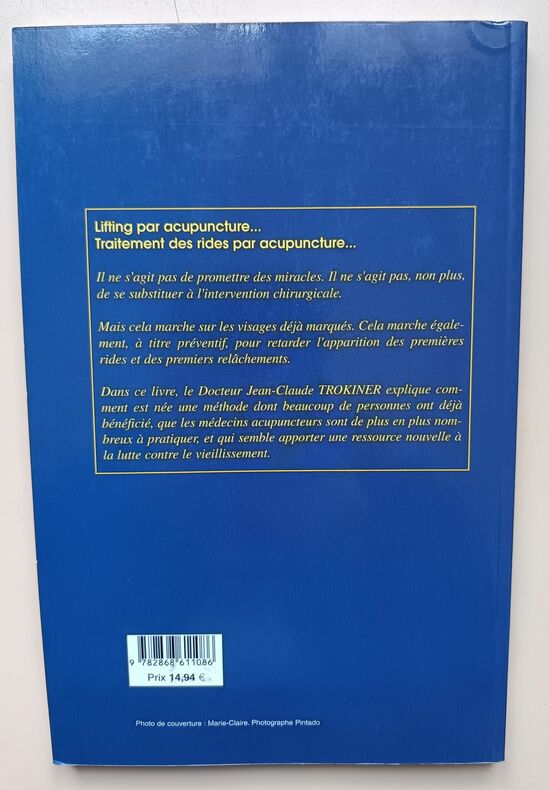 Lifting par acupuncture...
Traitement des rides par acupuncture...
Il ne s'agit pas de promettre des miracles. Il ne s'agit pas, non plus,
de se substituer à l'intervention chirurgicale.
Mais cela marche sur les visages déjà marqués. Cela marche égale-
ment, à titre préventif, pour retarder l'apparition des premières
rides et des premiers relâchements.
Dans ce livre, le Docteur Jean-Claude TROKINER explique com-
ment est née une méthode dont beaucoup de personnes ont déjà
bénéficié, que les médecins acupuncteurs sont de plus en plus nom-
breux à pratiquer, et qui semble apporter une ressource nouvelle à
la lutte contre le vieillissement.
9 782868 611086
Prix 14,94 €
Photo de couverture : Marie-Claire. Photographe Pintado